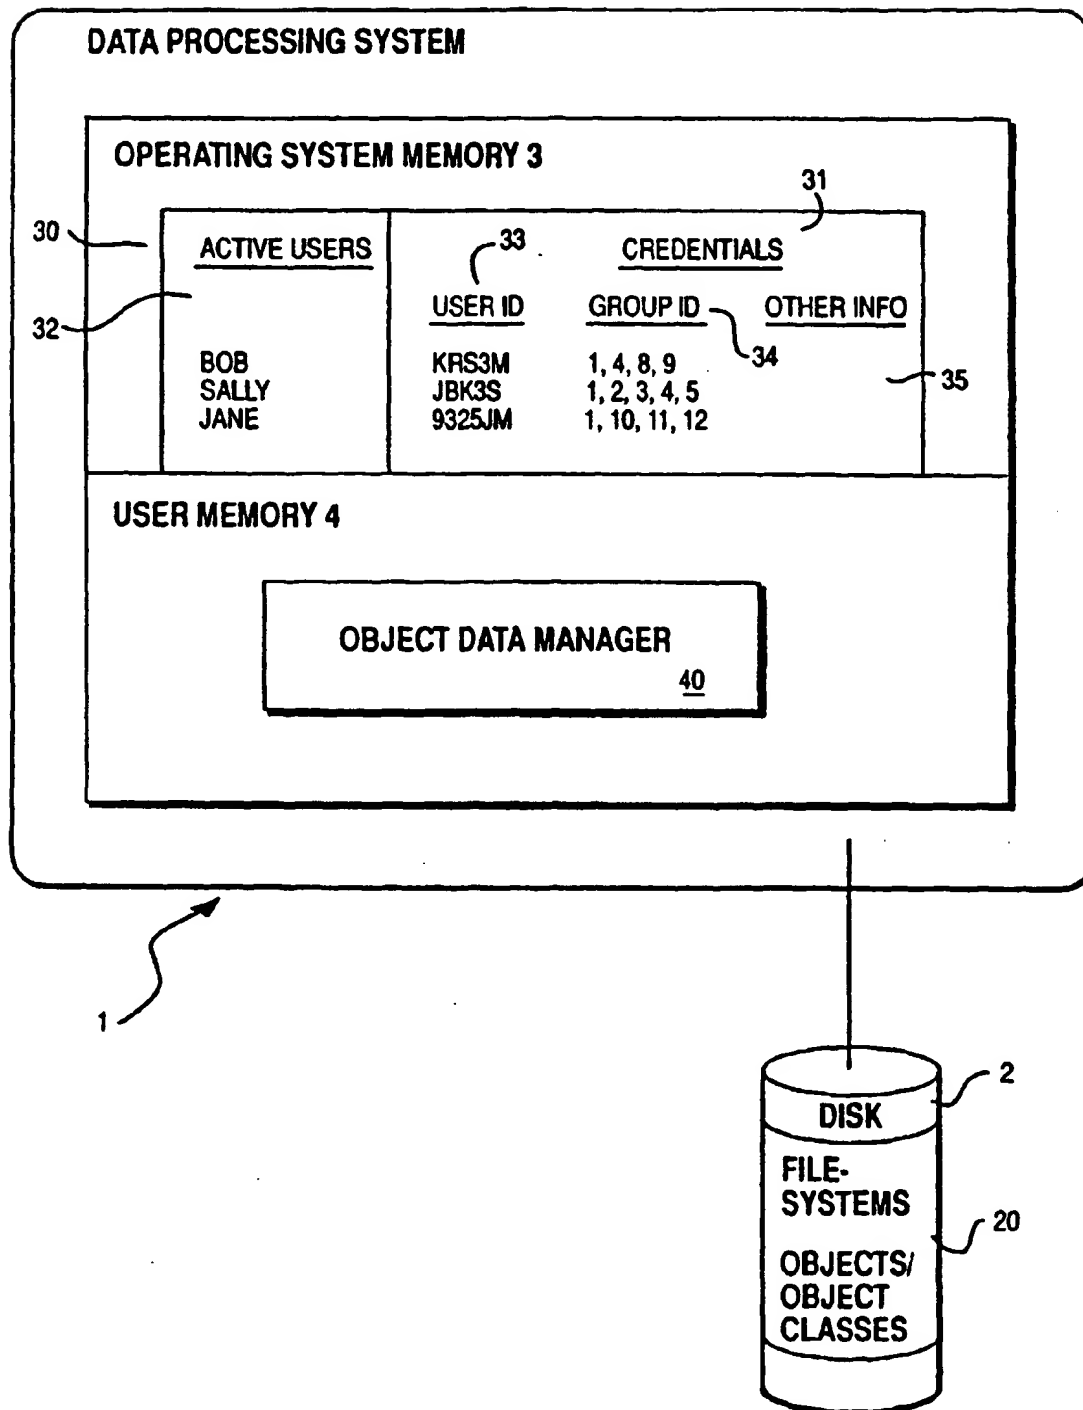 DATA PROCESSING SYSTEM
OPERATING SYSTEM MEMORY 3
31
30
ACTIVE USERS
33
CREDENTIALS
32
USER ID GROUP ID OTHER INFO
34
BOB KRS3M 1, 4, 8, 9
35
SALLY JBK3S 1, 2, 3, 4, 5
JANE 9325JM 1, 10, 11, 12
USER MEMORY 4
OBJECT DATA MANAGER
40
1
2
DISK
FILE-
SYSTEMS
20
OBJECTS/
OBJECT
CLASSES